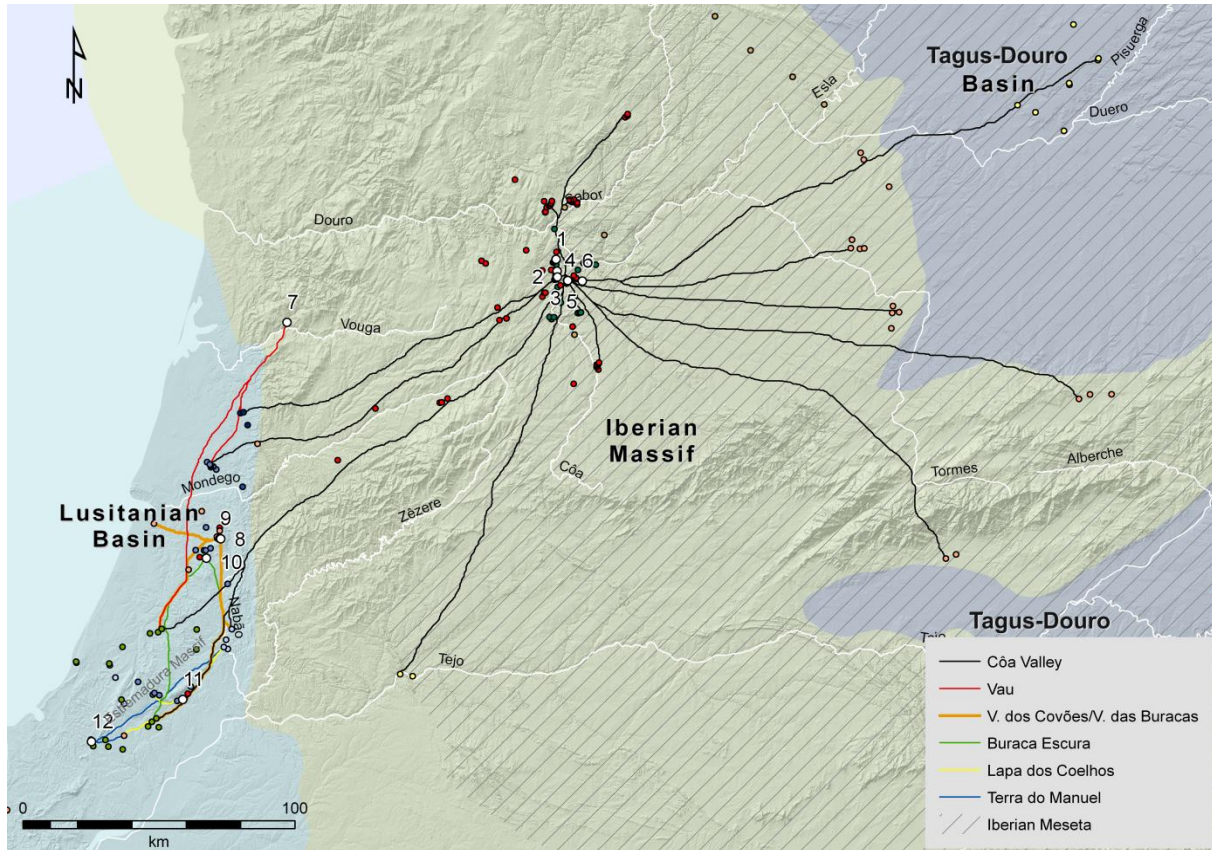 N
Tagus-Douro
Basin
Pisuerga
Esla
Duero
Sabor
Douro
1
4
6
2
3
5
7
Vouga
Iberian
Massif
Côa
Tormes
Alberche
Mondego
Zêzere
Lusitanian
Basin
9
8
10
Nabão
Estremadura Massif
11
12
Tejo
Tejo
Tagus-Douro
Côa Valley
Vau
V. dos Covões/V. das Buracas
Buraca Escura
Lapa dos Coelhos
Terra do Manuel
Iberian Meseta
0
100
km